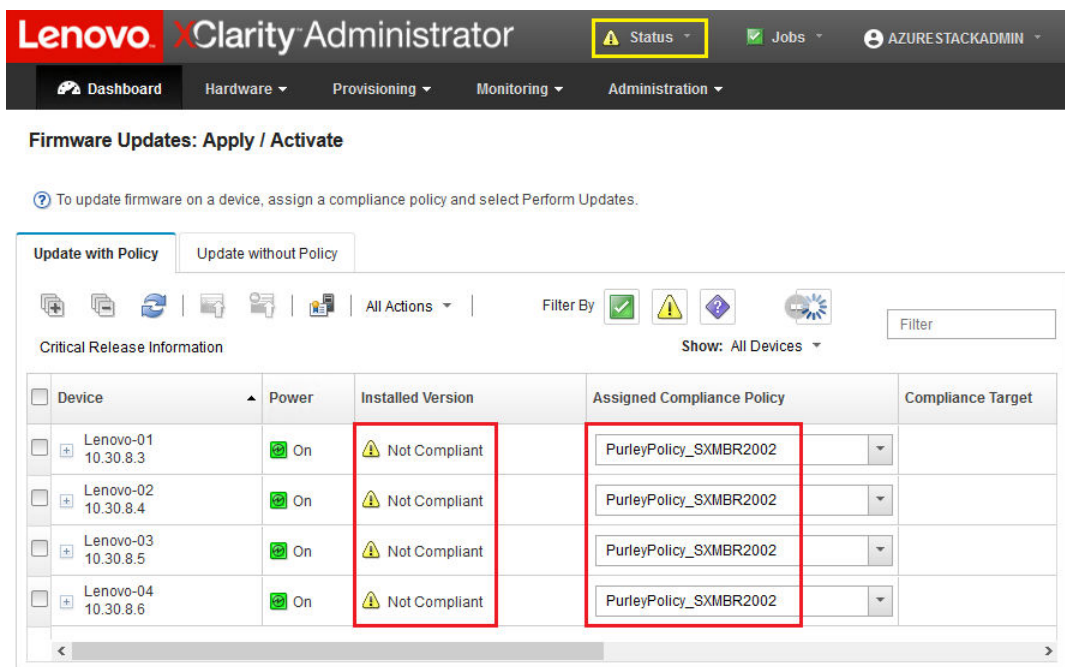 Lenovo. XClarity Administrator Status Jobs AZURESTACKADMIN
Dashboard Hardware Provisioning Monitoring Administration
Firmware Updates: Apply / Activate
? To update firmware on a device, assign a compliance policy and select Perform Updates.
Update with Policy Update without Policy
All Actions Filter By Filter
Critical Release Information Show: All Devices
Device Power Installed Version Assigned Compliance Policy Compliance Target
Lenovo-01
10.30.8.3 On Not Compliant PurleyPolicy_SXMBR2002
Lenovo-02
10.30.8.4 On Not Compliant PurleyPolicy_SXMBR2002
Lenovo-03
10.30.8.5 On Not Compliant PurleyPolicy_SXMBR2002
Lenovo-04
10.30.8.6 On Not Compliant PurleyPolicy_SXMBR2002